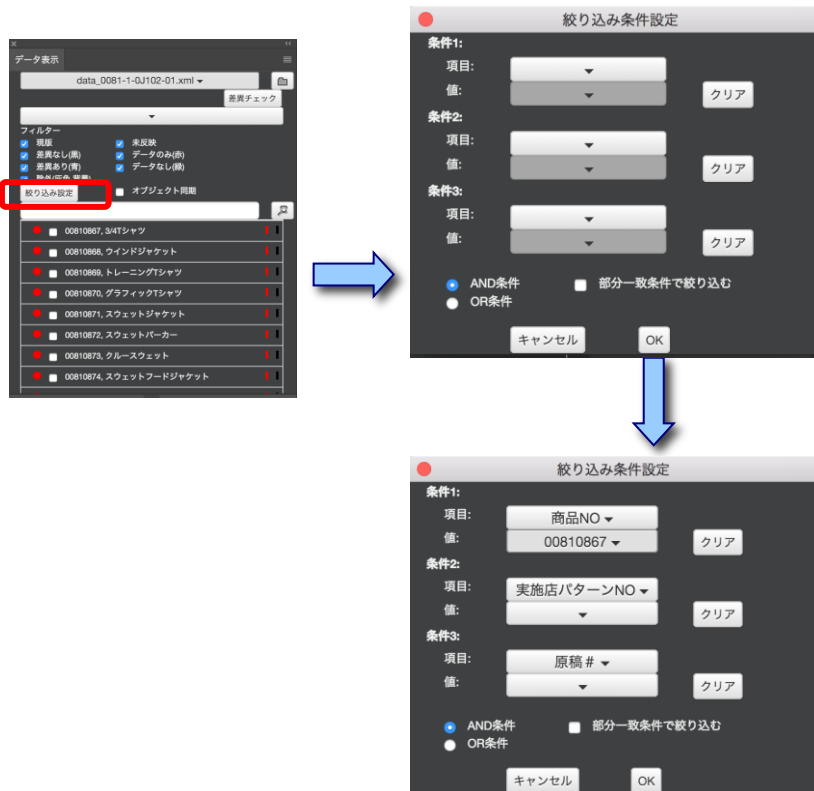 データ表示
data_0081-1-0J102-01.xml
差異チェック
フィルター
現版
未反映
差異なし(黒)
データのみ(赤)
差異あり(青)
データなし(緑)
絞り込み設定
オブジェクト同期
00810867, 3/4Tシャツ
00810868, ウインドジャケット
00810869, トレーニングTシャツ
00810870, グラフィックTシャツ
00810871, スウェットジャケット
00810872, スウェットパーカー
00810873, クルースウェット
00810874, スウェットフードジャケット
絞り込み条件設定
条件1:
項目:
値:
クリア
条件2:
項目:
値:
クリア
条件3:
項目:
値:
クリア
AND条件
部分一致条件で絞り込む
OR条件
キャンセル
OK
絞り込み条件設定
条件1:
項目:
商品NO
値:
00810867
クリア
条件2:
項目:
実施店パターンNO
値:
クリア
条件3:
項目:
原稿#
値:
クリア
AND条件
部分一致条件で絞り込む
OR条件
キャンセル
OK